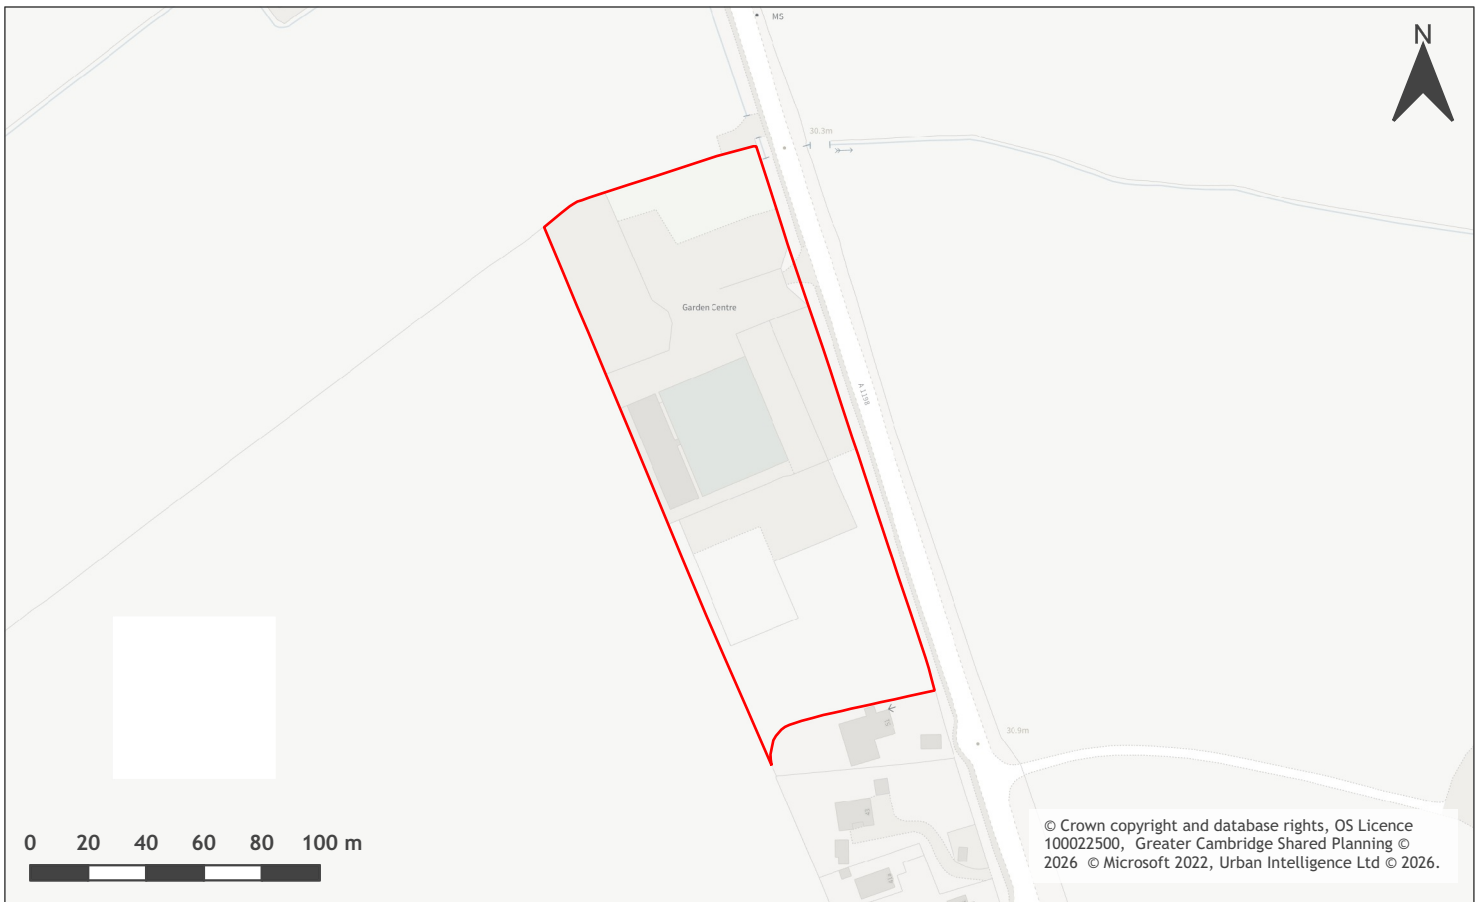 MS
N
30.3m
Garden Centre
A 1198
30.9m
0 20 40 60 80 100 m
© Crown copyright and database rights, OS Licence
100022500, Greater Cambridge Shared Planning ©
2026 © Microsoft 2022, Urban Intelligence Ltd © 2026.